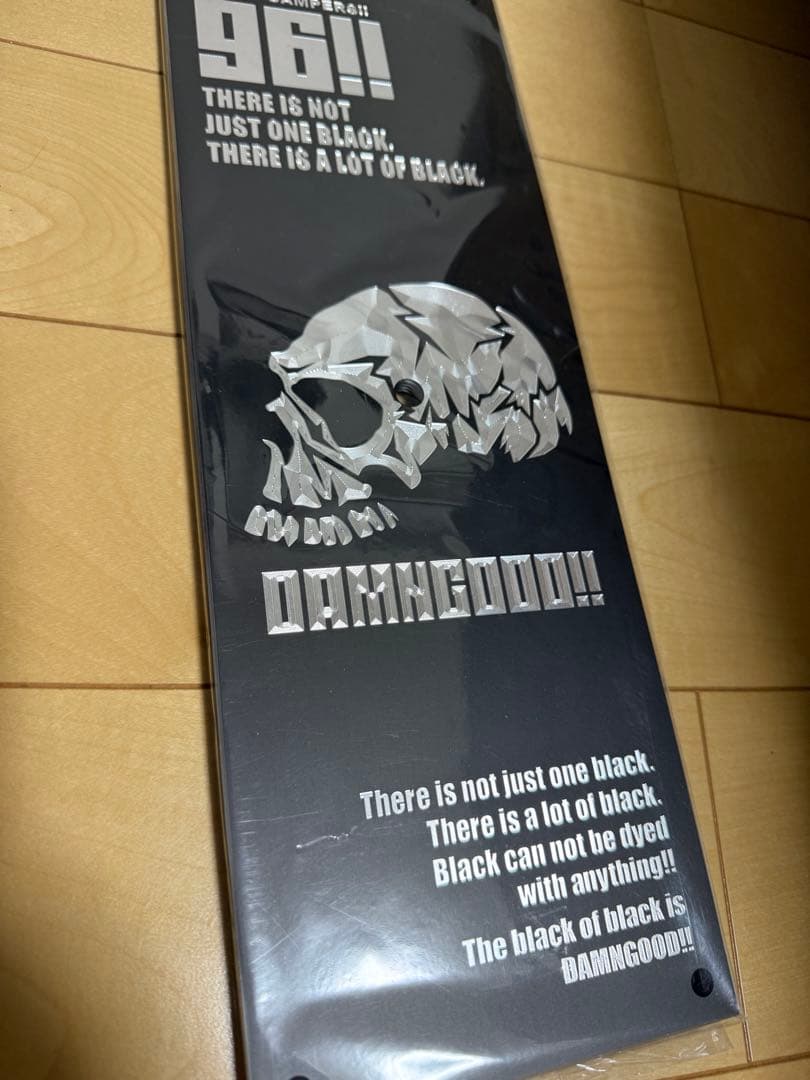 96!!
THERE IS NOT
JUST ONE BLACK.
THERE IS A LOT OF BLACK.
DAMNGOOD!!
There is not just one black.
There is a lot of black.
Black can not be dyed
with anything!!
The black of black is
DAMNGOOD!!